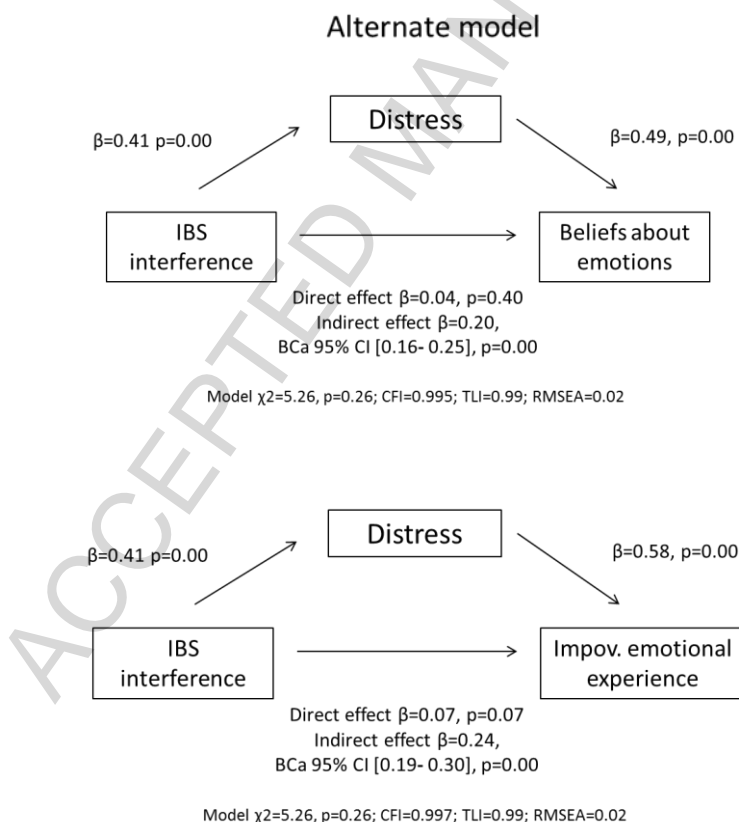 Alternate model
Distress
β=0.41 p=0.00
β=0.49, p=0.00
IBS
interference
Beliefs about
emotions
Direct effect β=0.04, p=0.40
Indirect effect β=0.20,
BCa 95% CI [0.16- 0.25], p=0.00
Model χ2=5.26, p=0.26; CFI=0.995; TLI=0.99; RMSEA=0.02
Distress
β=0.41 p=0.00
β=0.58, p=0.00
IBS
interference
Impov. emotional
experience
Direct effect β=0.07, p=0.07
Indirect effect β=0.24,
BCa 95% CI [0.19- 0.30], p=0.00
Model χ2=5.26, p=0.26; CFI=0.997; TLI=0.99; RMSEA=0.02
ACCEPTED MAN